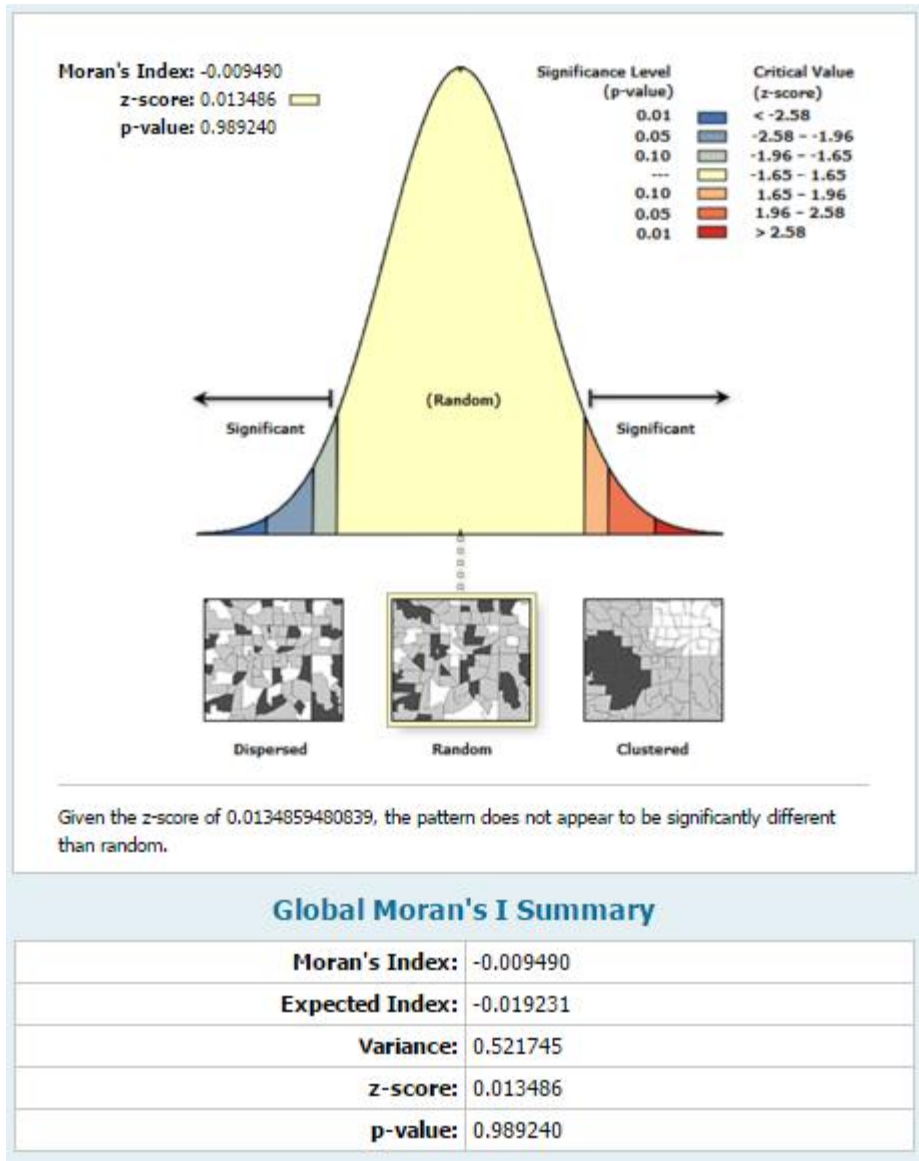 Moran's Index: -0.009490
z-score: 0.013486
p-value: 0.989240
Significance Level
(p-value)
Critical Value
(z-score)
0.01 < -2.58
0.05 -2.58 - -1.96
0.10 -1.96 - -1.65
--- -1.65 - 1.65
0.10 1.65 - 1.96
0.05 1.96 - 2.58
0.01 > 2.58
(Random)
Significant
Significant
Dispersed
Random
Clustered
Given the z-score of 0.0134859480839, the pattern does not appear to be significantly different
than random.
Global Moran's I Summary
Moran's Index: -0.009490
Expected Index: -0.019231
Variance: 0.521745
z-score: 0.013486
p-value: 0.989240